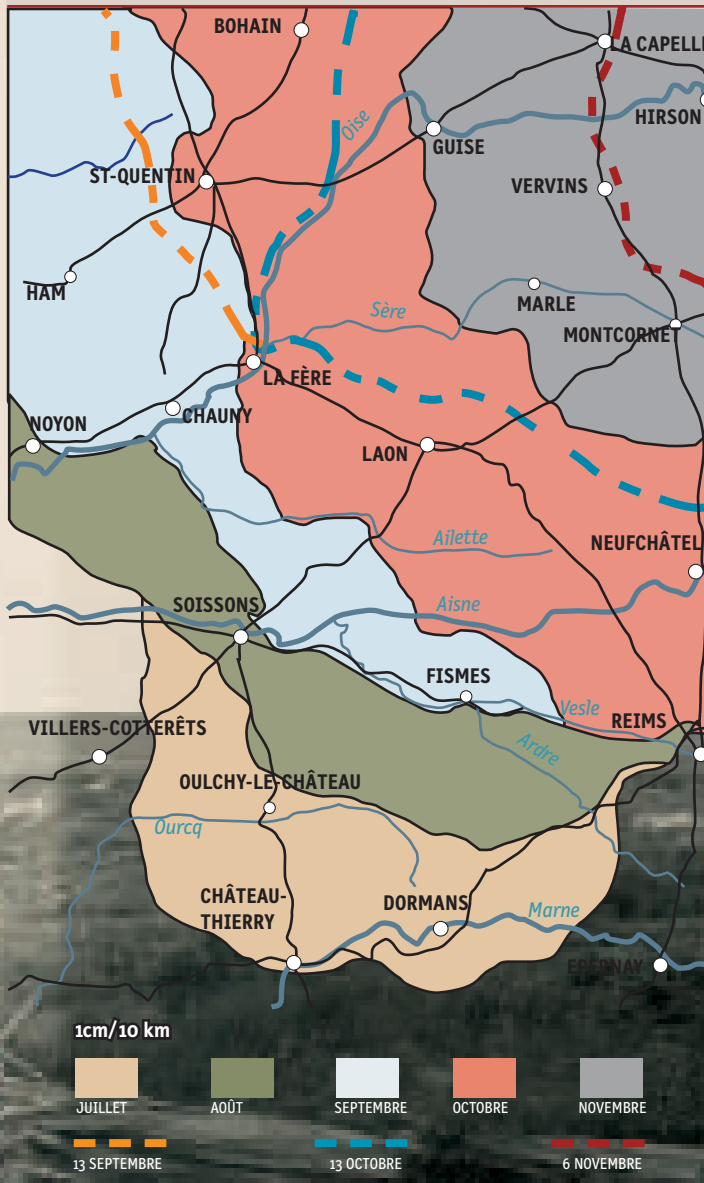 BOHAIN
LA CAPELL
HIRSON
Oise
GUISE
ST-QUENTIN
VERVINS
HAM
MARLE
Sère
MONTCORNET
LA FÈRE
NOYON
CHAUNY
LAON
Ailette
NEUFCHÂTEL
SOISSONS
Aisne
FISMES
Vesle
REIMS
VILLERS-COTTERÊTS
Ardre
OULCHY-LE-CHÂTEAU
Ourcq
CHÂTEAU-
THIERRY
DORMANS
Marne
EPERNAY
1cm/10 km
JUILLET
AOÛT
SEPTEMBRE
OCTOBRE
NOVEMBRE
13 SEPTEMBRE
13 OCTOBRE
6 NOVEMBRE